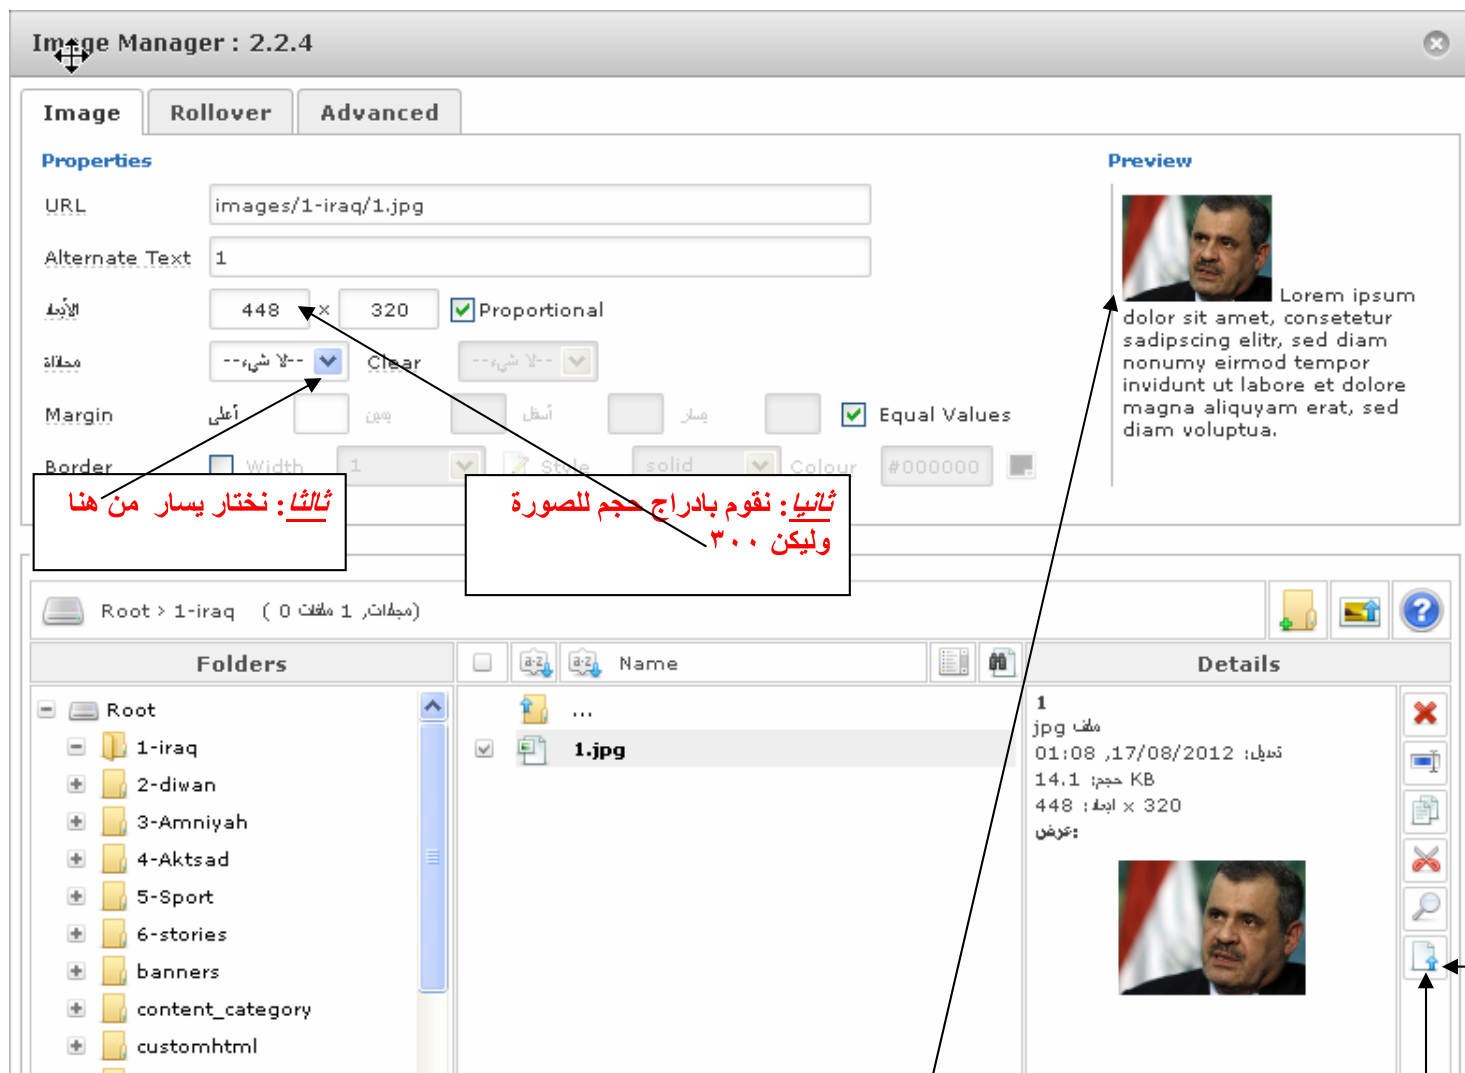 Image Manager : 2.2.4
Image Rollover Advanced
Properties
Preview
URL images/1-iraq/1.jpg
Alternate Text 1
الأبعاد 448 × 320 Proportional
محاذاة --لا شيء-- Clear --لا شيء--
Margin أعلى يمين أسفل يسار Equal Values
Border Width 1 Style solid Colour #000000
Lorem ipsum
dolor sit amet, consetetur
sadipscing elitr, sed diam
nonumy eirmod tempor
invidunt ut labore et dolore
magna aliquyam erat, sed
diam voluptua.
ثالثا: نختار يسار من هنا
ثانيا: نقوم بادراج حجم للصورة
وليكن ٣٠٠
Root > 1-iraq ( 0 مجلدات, 1 ملفات)
Folders
Name
Details
Root
1-iraq
2-diwan
3-Amniyah
4-Aktsad
5-Sport
6-stories
banners
content_category
customhtml
...
1.jpg
1
jpg ملف
تعديل: 17/08/2012, 01:08
حجم: 14.1 KB
ابعاد: 448 x 320
عرض: